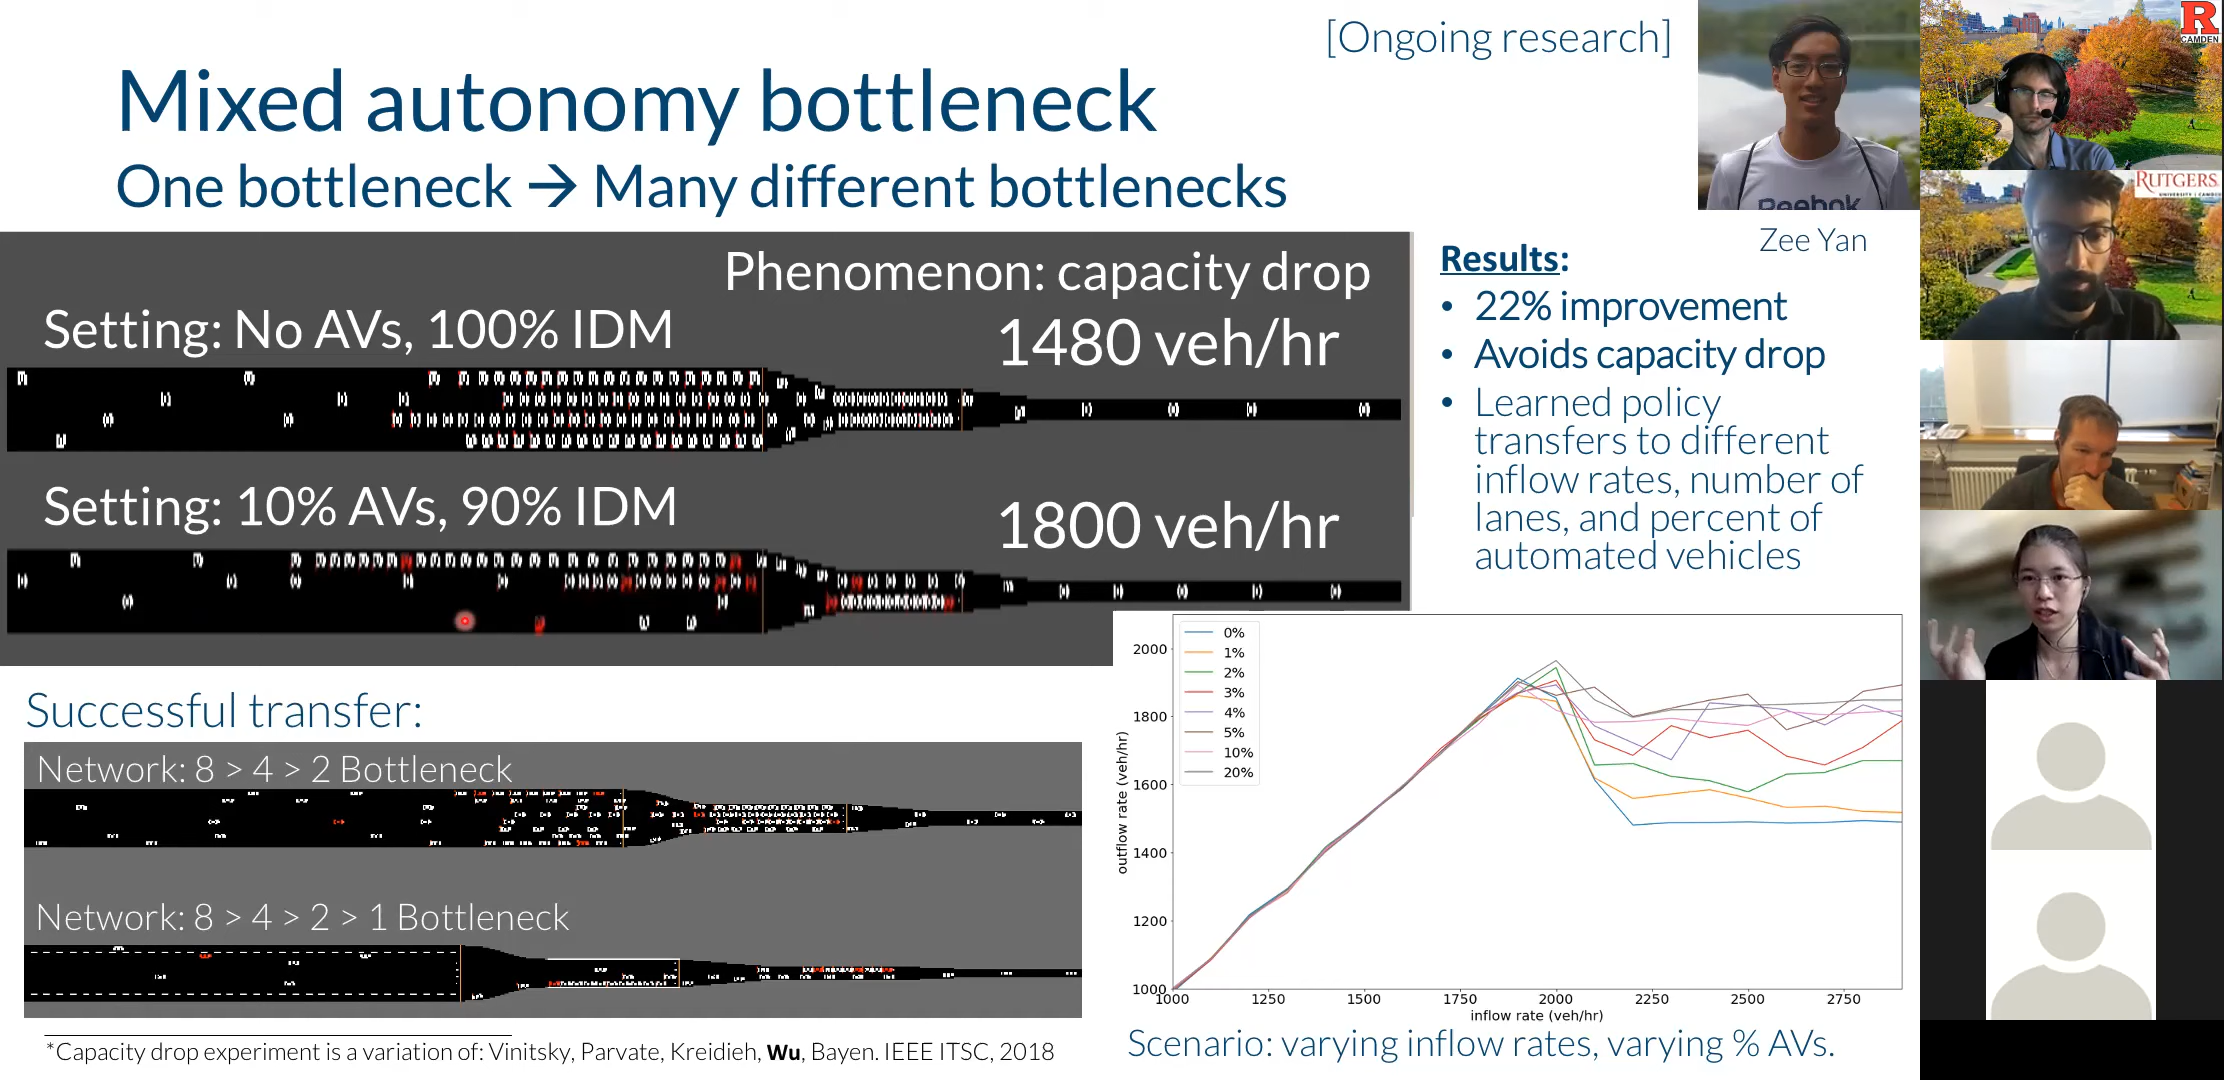 [Ongoing research]
Mixed autonomy bottleneck
One bottleneck → Many different bottlenecks
Reebok
Zee Yan
R
CAMDEN
RUTGERS
Phenomenon: capacity drop
Setting: No AVs, 100% IDM
1480 veh/hr
Setting: 10% AVs, 90% IDM
1800 veh/hr
Results:
• 22% improvement
• Avoids capacity drop
• Learned policy
transfers to different
inflow rates, number of
lanes, and percent of
automated vehicles
Successful transfer:
Network: 8 > 4 > 2 Bottleneck
Network: 8 > 4 > 2 > 1 Bottleneck
*Capacity drop experiment is a variation of: Vinitsky, Parvate, Kreidieh, Wu, Bayen. IEEE ITSC, 2018
0%
1%
2%
3%
4%
5%
10%
20%
outflow rate (veh/hr)
2000
1800
1600
1400
1200
1000
1000 1250 1500 1750 2000 2250 2500 2750
inflow rate (veh/hr)
Scenario: varying inflow rates, varying % AVs.